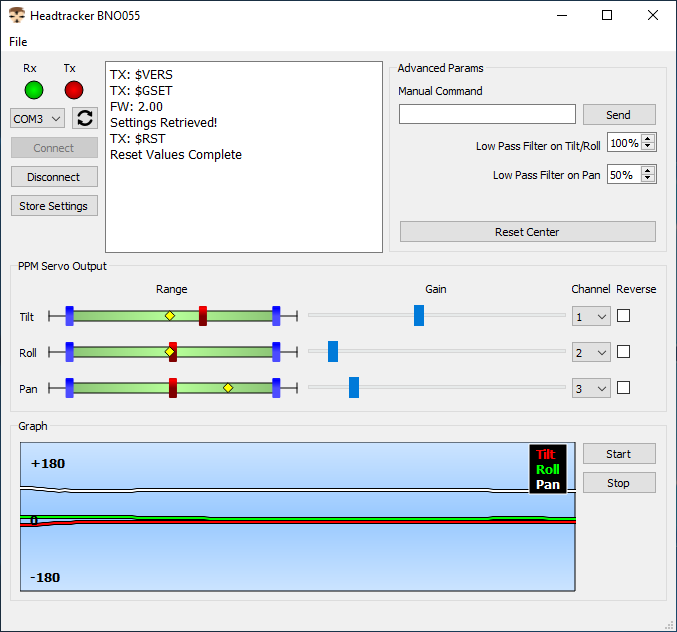 Headtracker BNO055
File
Rx Tx
COM3
Connect
Disconnect
Store Settings
TX: $VERS
TX: $GSET
FW: 2.00
Settings Retrieved!
TX: $RST
Reset Values Complete
Advanced Params
Manual Command
Send
Low Pass Filter on Tilt/Roll 100%
Low Pass Filter on Pan 50%
Reset Center
PPM Servo Output
Range Gain Channel Reverse
Tilt 1
Roll 2
Pan 3
Graph
+180
0
-180
Tilt
Roll
Pan
Start
Stop